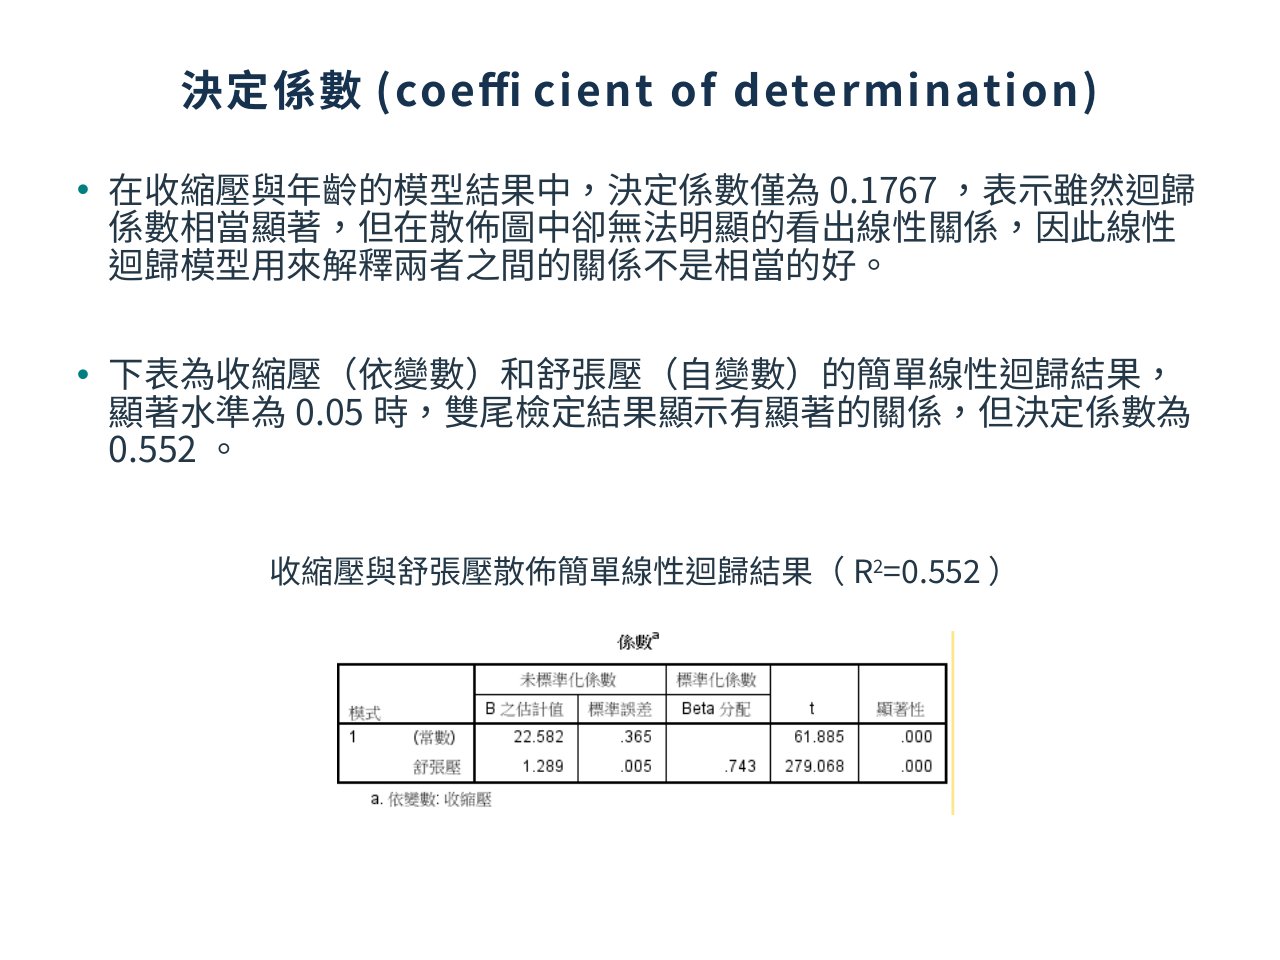 決定係數 (coefficient of determination)
• 在收縮壓與年齡的模型結果中，決定係數僅為 0.1767 ，表示雖然迴歸
係數相當顯著，但在散佈圖中卻無法明顯的看出線性關係，因此線性
迴歸模型用來解釋兩者之間的關係不是相當的好。
• 下表為收縮壓（依變數）和舒張壓（自變數）的簡單線性迴歸結果，
顯著水準為 0.05 時，雙尾檢定結果顯示有顯著的關係，但決定係數為
0.552 。
收縮壓與舒張壓散佈簡單線性迴歸結果（ R²=0.552 ）
係數a
未標準化係數 標準化係數
模式 B 之估計值 標準誤差 Beta 分配 t 顯著性
1 (常數) 22.582 .365 61.885 .000
舒張壓 1.289 .005 .743 279.068 .000
a. 依變數: 收縮壓